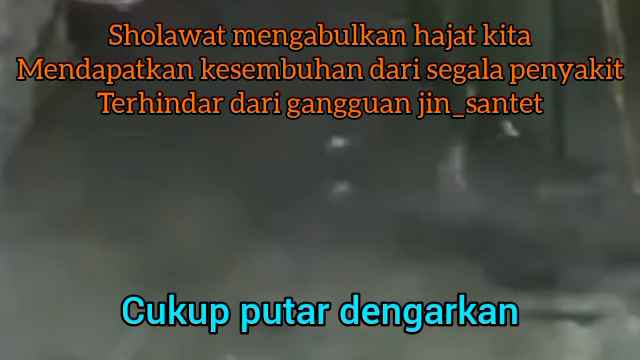 Sholawat mengabulkan hajat kita
Mendapatkan kesembuhan dari segala penyakit
Terhindar dari gangguan jin_santet
Cukup putar dengarkan